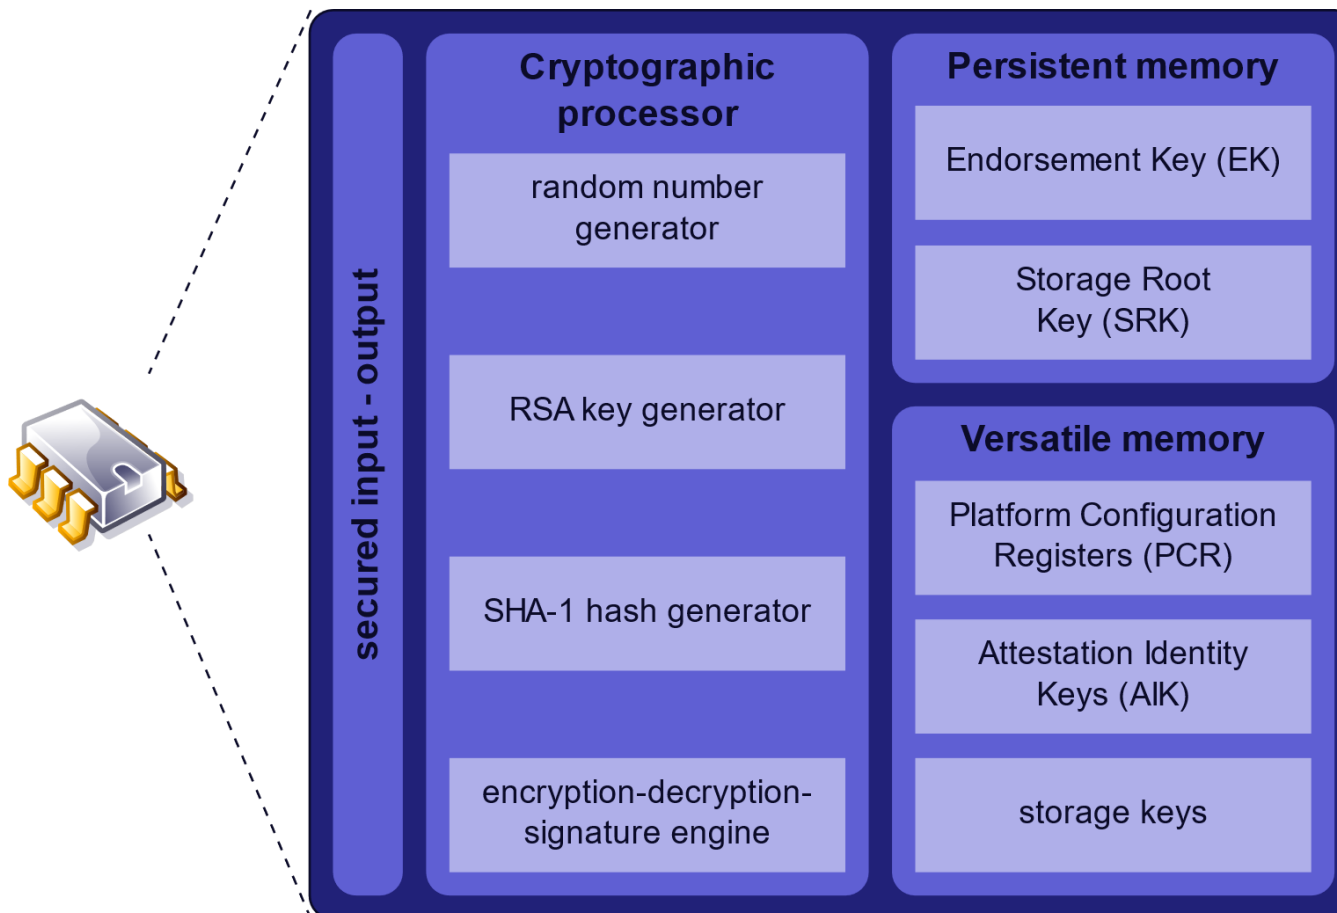 secured input - output
Cryptographic
processor
random number
generator
RSA key generator
SHA-1 hash generator
encryption-decryption-
signature engine
Persistent memory
Endorsement Key (EK)
Storage Root
Key (SRK)
Versatile memory
Platform Configuration
Registers (PCR)
Attestation Identity
Keys (AIK)
storage keys